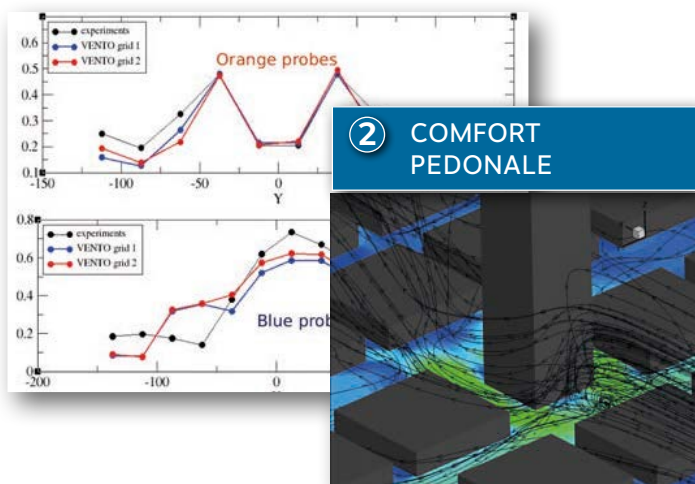 0.7
0.6
0.5
0.4
0.3
0.2
0.1
experiments
VENTO grid 1
VENTO grid 2
Orange probes
-150
-100
-50
0
Y
② COMFORT
PEDONALE
0.8
0.6
0.4
0.2
0
experiments
VENTO grid 1
VENTO grid 2
Blue prob
-200
-100
0